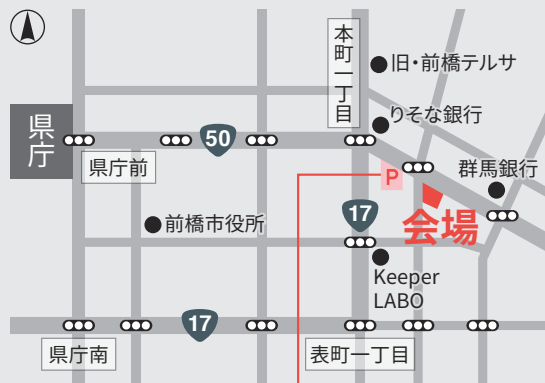 本町一丁目
旧・前橋テルサ
りそな銀行
県庁
50
県庁前
P
群馬銀行
17
会場
前橋市役所
Keeper
LABO
17
県庁南
表町一丁目